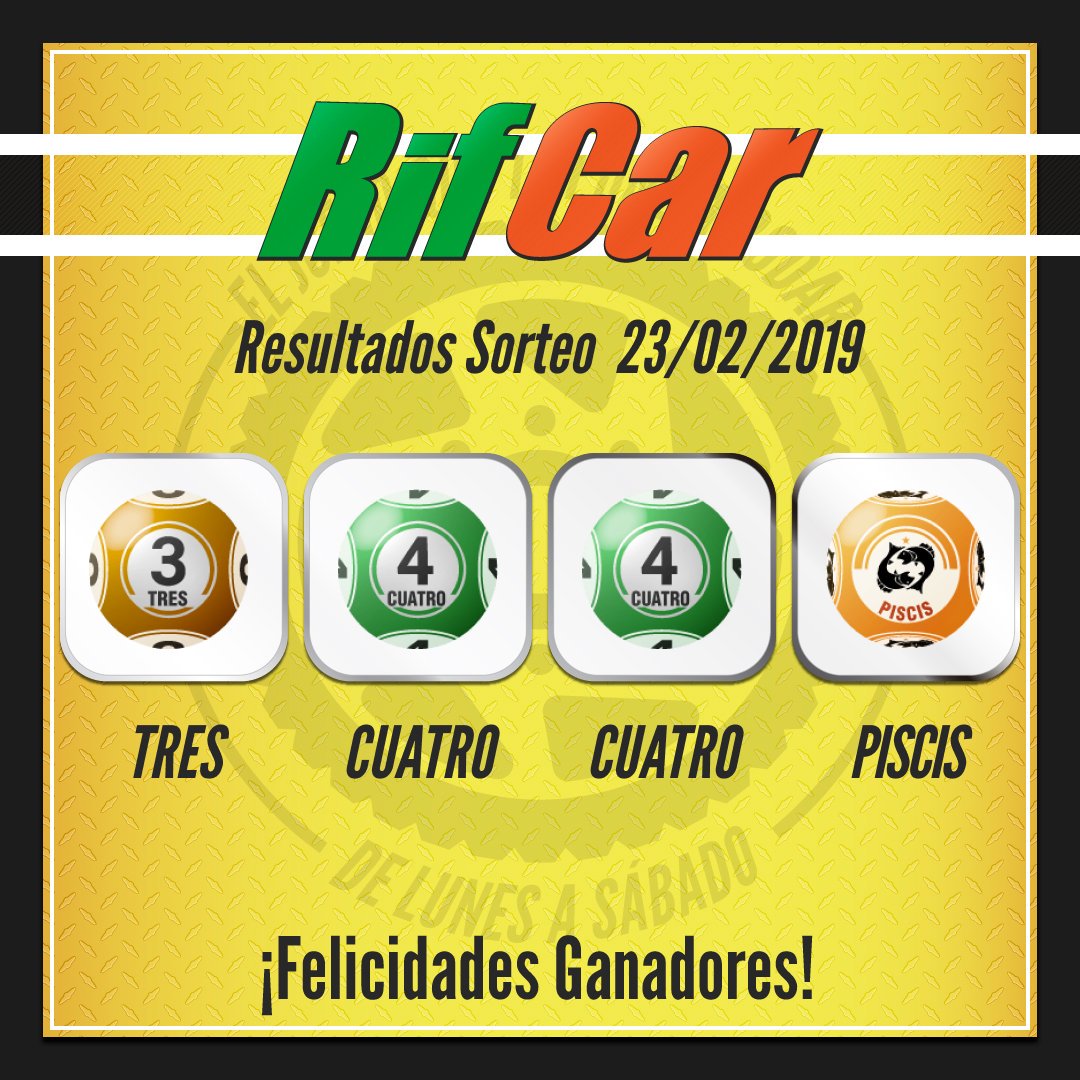 RifCar
Resultados Sorteo 23/02/2019
3
TRES
4
CUATRO
4
CUATRO
PISCIS
TRES CUATRO CUATRO PISCIS
DE LUNES A SÁBADO
¡Felicidades Ganadores!